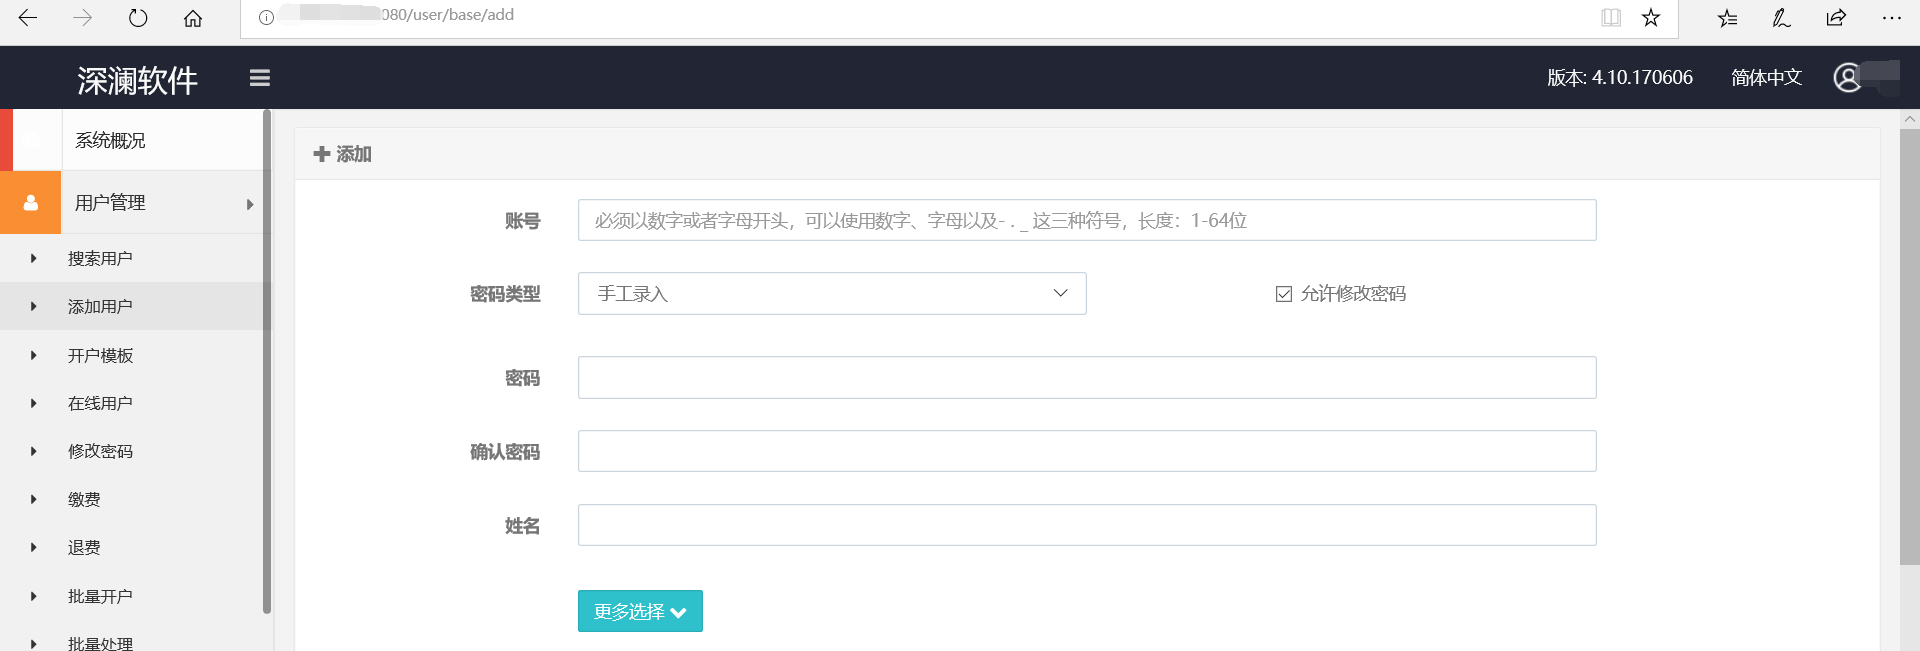 080/user/base/add
深澜软件
版本: 4.10.170606
简体中文
系统概况
用户管理
搜索用户
添加用户
开户模板
在线用户
修改密码
缴费
退费
批量开户
批量处理
添加
账号
必须以数字或者字母开头，可以使用数字、字母以及- . _ 这三种符号，长度：1-64位
密码类型
手工录入
允许修改密码
密码
确认密码
姓名
更多选择